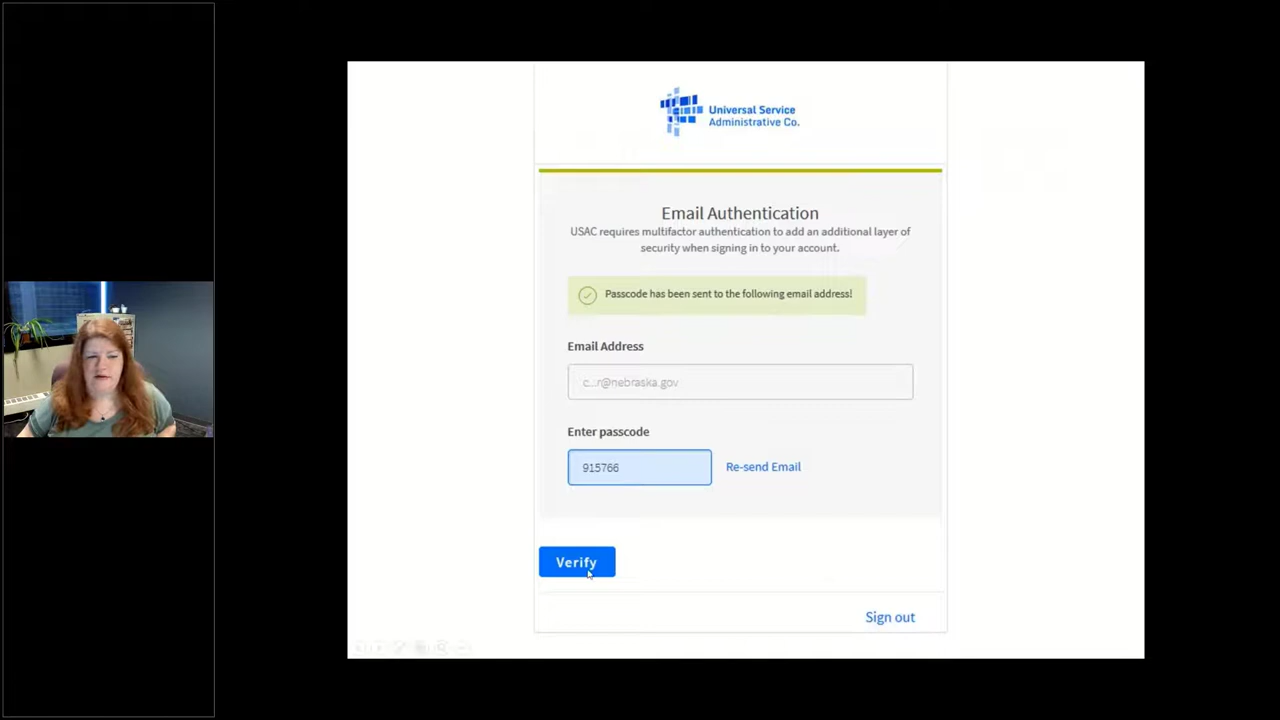 Universal Service
Administrative Co.
Email Authentication
USAC requires multifactor authentication to add an additional layer of
security when signing in to your account.
Passcode has been sent to the following email address!
Email Address
c...r@nebraska.gov
Enter passcode
915766
Re-send Email
Verify
Sign out